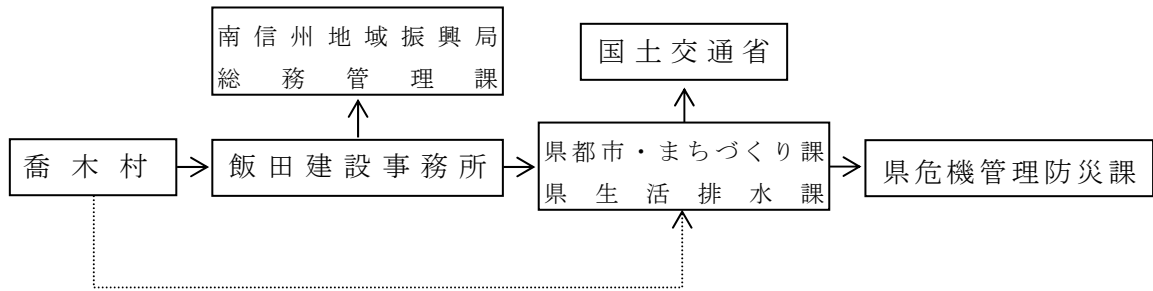 南信州地域振興局
総務管理課
国土交通省
喬木村
飯田建設事務所
県都市・まちづくり課
県生活排水課
県危機管理防災課